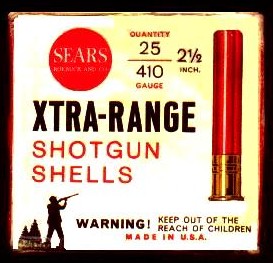 SEARS
ROEBUCK AND CO.
QUANTITY
25
410
GAUGE
2½
INCH.
XTRA-RANGE
SHOTGUN
SHELLS
WARNING! KEEP OUT OF THE
REACH OF CHILDREN
MADE IN U.S.A.